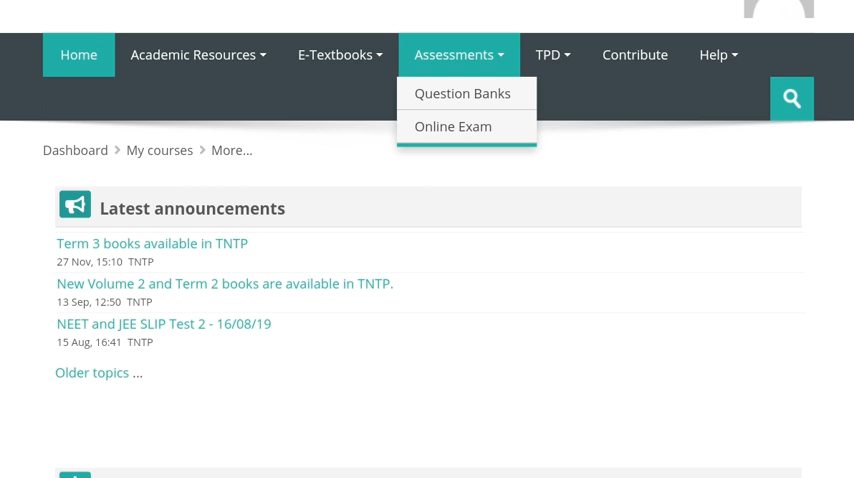 Home Academic Resources E-Textbooks Assessments TPD Contribute Help
Question Banks
Online Exam
Dashboard My courses More...
Latest announcements
Term 3 books available in TNTP
27 Nov, 15:10 TNTP
New Volume 2 and Term 2 books are available in TNTP.
13 Sep, 12:50 TNTP
NEET and JEE SLIP Test 2 - 16/08/19
15 Aug, 16:41 TNTP
Older topics ...